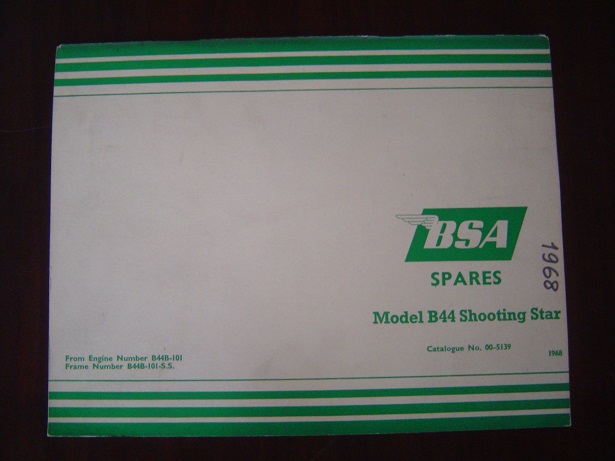 BSA
SPARES
1968
Model B44 Shooting Star
Catalogue No. 00-5139
1968
From Engine Number B44B-101
Frame Number B44B-101-S.S.